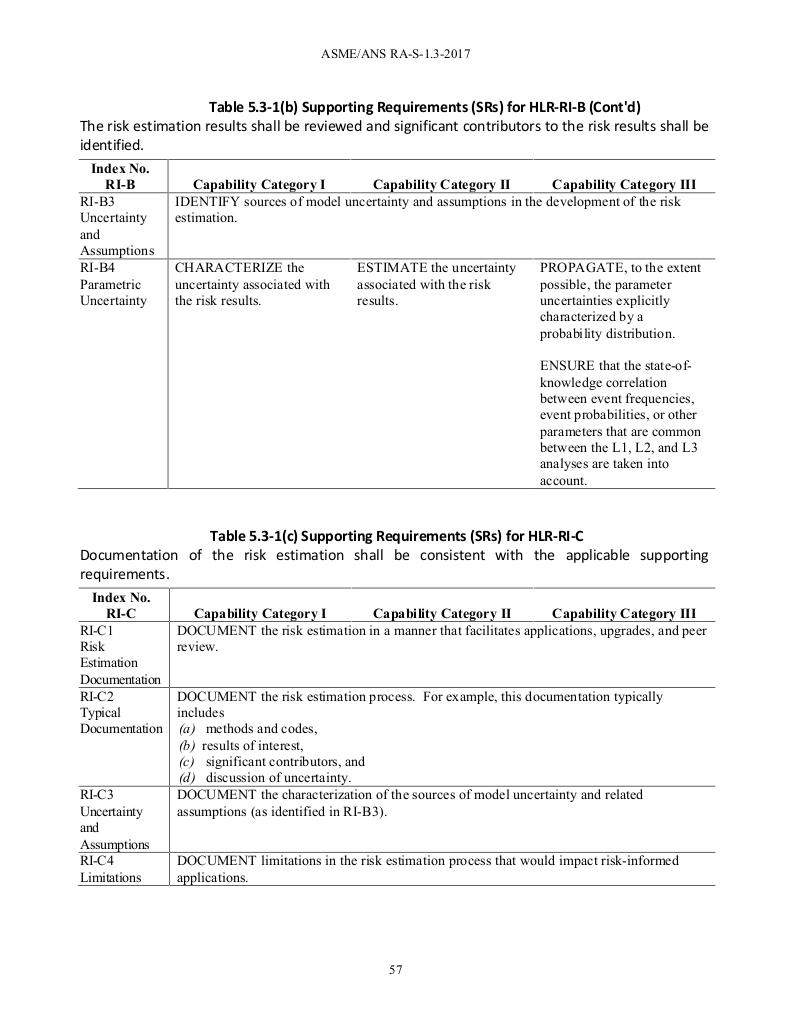 ASME/ANS RA-S-1.3-2017
Table 5.3-1(b) Supporting Requirements (SRs) for HLR-RI-B (Cont'd)
The risk estimation results shall be reviewed and significant contributors to the risk results shall be
identified.
Index No.
RI-B
Capability Category I
Capability Category II
Capability Category III
RI-B3
Uncertainty
and
Assumptions
IDENTIFY sources of model uncertainty and assumptions in the development of the risk
estimation.
RI-B4
Parametric
Uncertainty
CHARACTERIZE the
uncertainty associated with
the risk results.
ESTIMATE the uncertainty
associated with the risk
results.
PROPAGATE, to the extent
possible, the parameter
uncertainties explicitly
characterized by a
probability distribution.
ENSURE that the state-of-
knowledge correlation
between event frequencies,
event probabilities, or other
parameters that are common
between the L1, L2, and L3
analyses are taken into
account.
Table 5.3-1(c) Supporting Requirements (SRs) for HLR-RI-C
Documentation of the risk estimation shall be consistent with the applicable supporting
requirements.
Index No.
RI-C
Capability Category I
Capability Category II
Capability Category III
RI-C1
Risk
Estimation
Documentation
DOCUMENT the risk estimation in a manner that facilitates applications, upgrades, and peer
review.
RI-C2
Typical
Documentation
DOCUMENT the risk estimation process. For example, this documentation typically
includes
(a) methods and codes,
(b) results of interest,
(c) significant contributors, and
(d) discussion of uncertainty.
RI-C3
Uncertainty
and
Assumptions
DOCUMENT the characterization of the sources of model uncertainty and related
assumptions (as identified in RI-B3).
RI-C4
Limitations
DOCUMENT limitations in the risk estimation process that would impact risk-informed
applications.
57